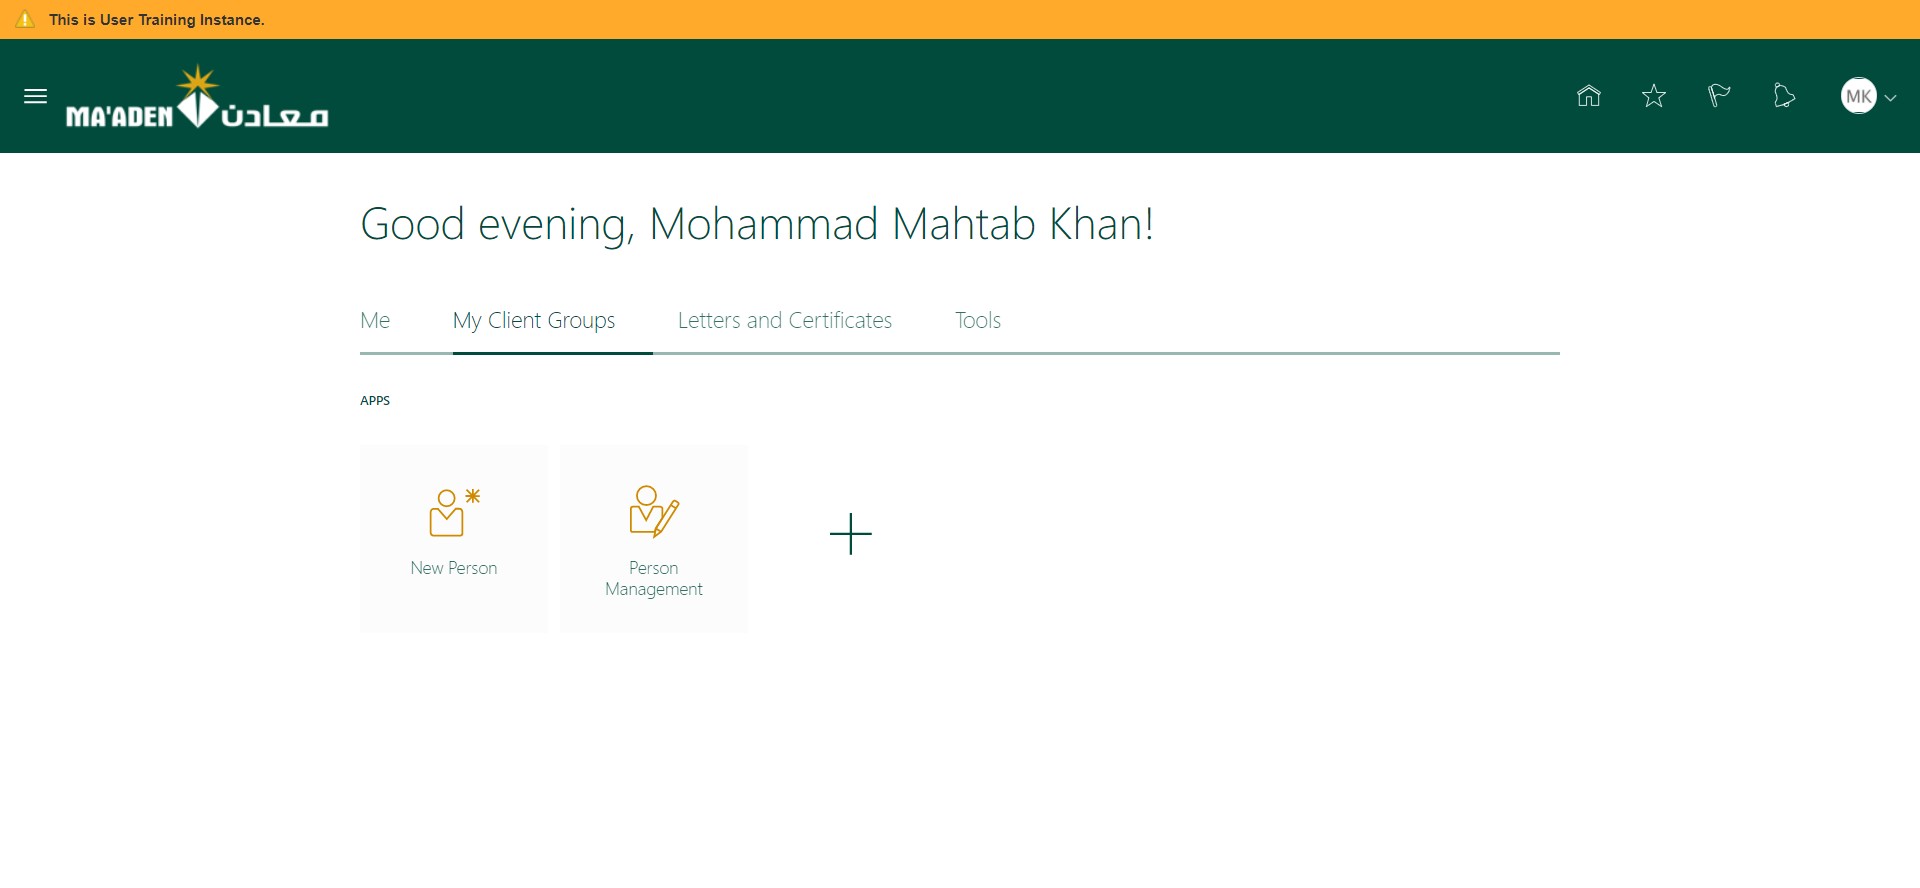 This is User Training Instance.
MA'ADEN معادن
MK
Good evening, Mohammad Mahtab Khan!
Me My Client Groups Letters and Certificates Tools
APPS
New Person
Person
Management